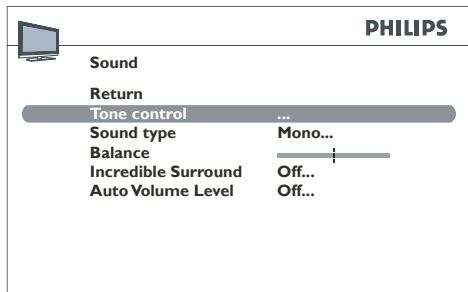 PHILIPS
Sound
Return
Tone control ...
Sound type Mono...
Balance
Incredible Surround Off...
Auto Volume Level Off...